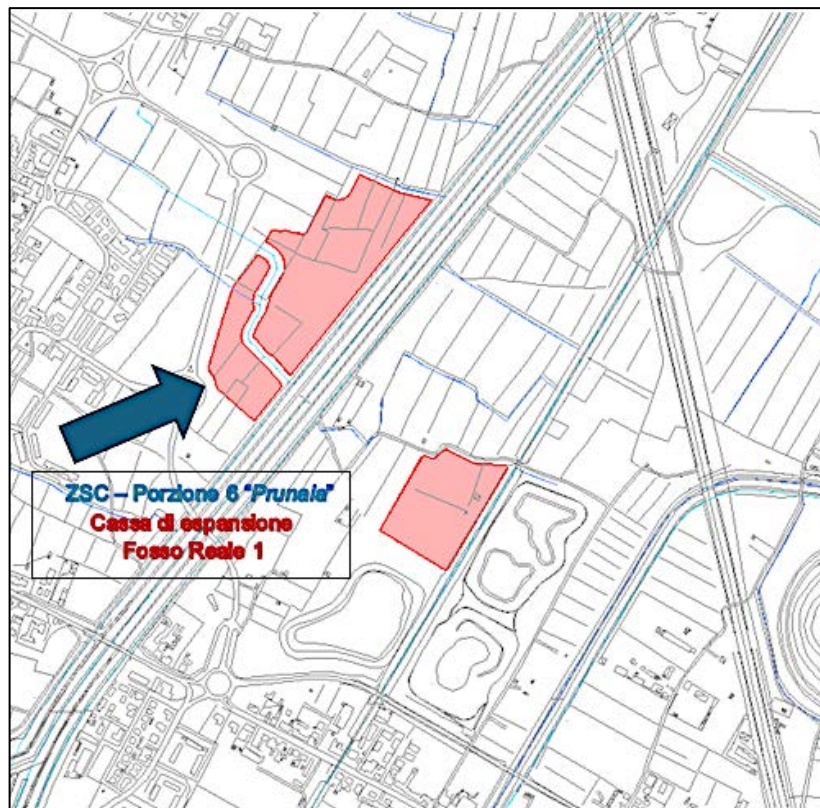 ZSC – Porzione 6 “Prunaia”
Cassa di espansione
Fosso Reale 1